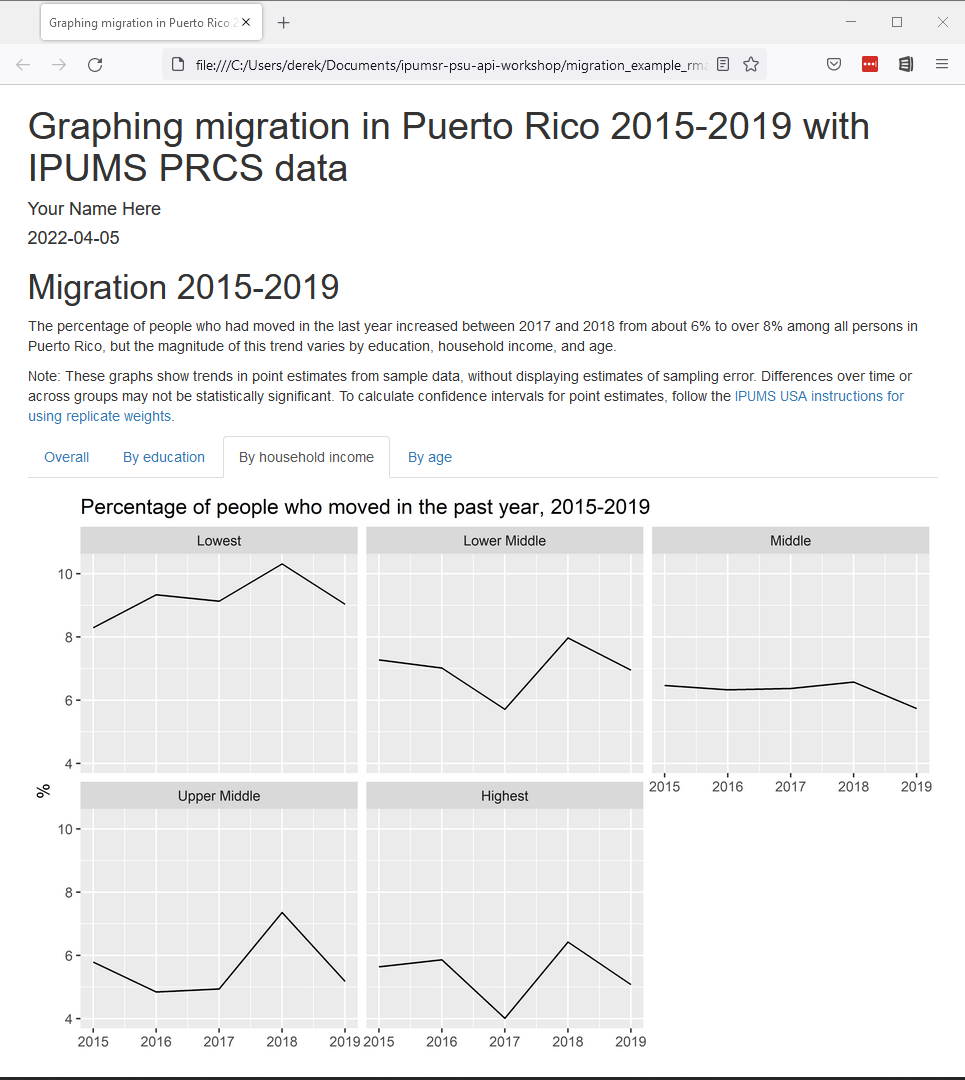 Graphing migration in Puerto Rico 2
file:///C:/Users/derek/Documents/ipumsr-psu-api-workshop/migration_example_rma
Graphing migration in Puerto Rico 2015-2019 with
IPUMS PRCS data
Your Name Here
2022-04-05
Migration 2015-2019
The percentage of people who had moved in the last year increased between 2017 and 2018 from about 6% to over 8% among all persons in
Puerto Rico, but the magnitude of this trend varies by education, household income, and age.
Note: These graphs show trends in point estimates from sample data, without displaying estimates of sampling error. Differences over time or
across groups may not be statistically significant. To calculate confidence intervals for point estimates, follow the IPUMS USA instructions for
using replicate weights.
Overall By education By household income By age
Percentage of people who moved in the past year, 2015-2019
Lowest Lower Middle Middle
10
8
6
4
2015 2016 2017 2018 2019
%
Upper Middle Highest
10
8
6
4
2015 2016 2017 2018 2019 2015 2016 2017 2018 2019